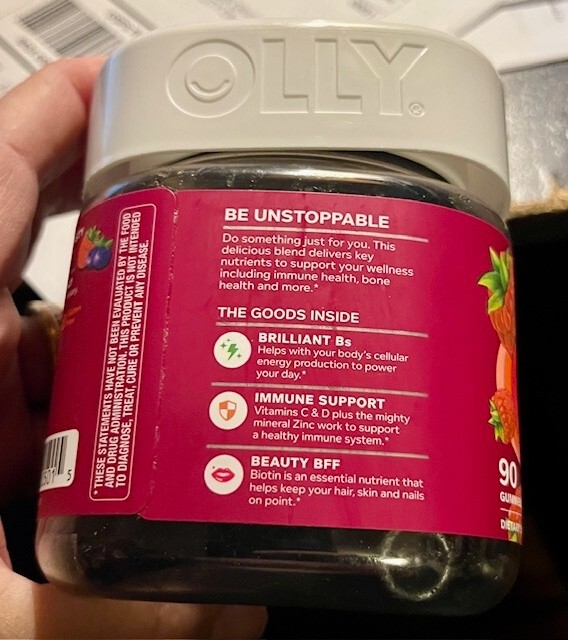 OLLY®
BE UNSTOPPABLE
Do something just for you. This
delicious blend delivers key
nutrients to support your wellness
including immune health, bone
health and more.*
THE GOODS INSIDE
BRILLIANT Bs
Helps with your body's cellular
energy production to power
your day.*
IMMUNE SUPPORT
Vitamins C & D plus the mighty
mineral Zinc work to support
a healthy immune system.*
BEAUTY BFF
Biotin is an essential nutrient that
helps keep your hair, skin and nails
on point.*
*THESE STATEMENTS HAVE NOT BEEN EVALUATED BY THE FOOD
AND DRUG ADMINISTRATION. THIS PRODUCT IS NOT INTENDED
TO DIAGNOSE, TREAT, CURE OR PREVENT ANY DISEASE.
5
90